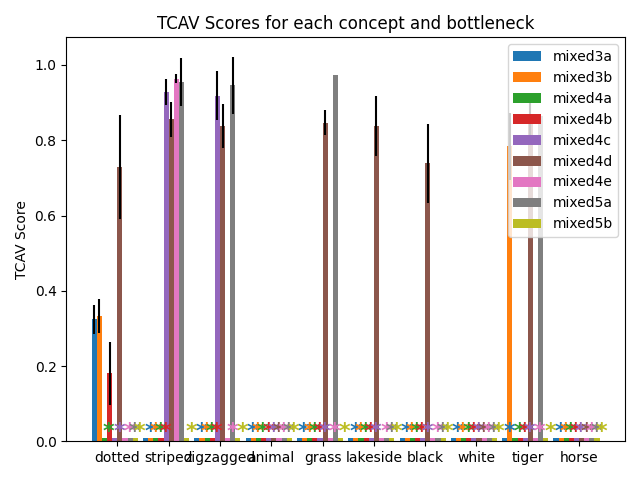 TCAV Scores for each concept and bottleneck
TCAV Score
1.0
0.8
0.6
0.4
0.2
0.0
mixed3a
mixed3b
mixed4a
mixed4b
mixed4c
mixed4d
mixed4e
mixed5a
mixed5b
dotted striped zigzagged animal grass lakeside black white tiger horse